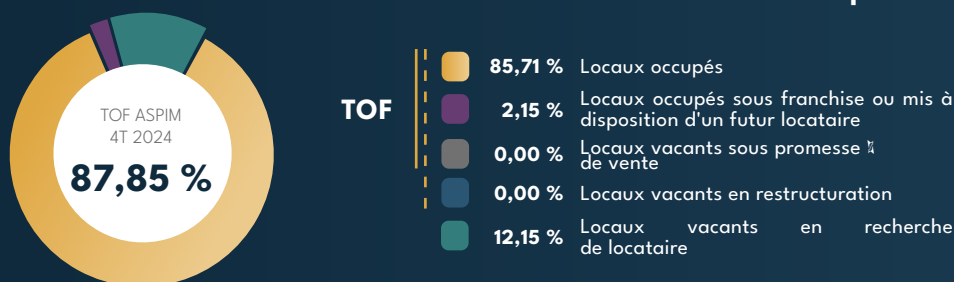 TOF ASPIM
4T 2024
87,85 %
TOF
85,71 % Locaux occupés
2,15 % Locaux occupés sous franchise ou mis à
disposition d'un futur locataire
0,00 % Locaux vacants sous promesse
de vente
0,00 % Locaux vacants en restructuration
12,15 % Locaux vacants en recherche
de locataire